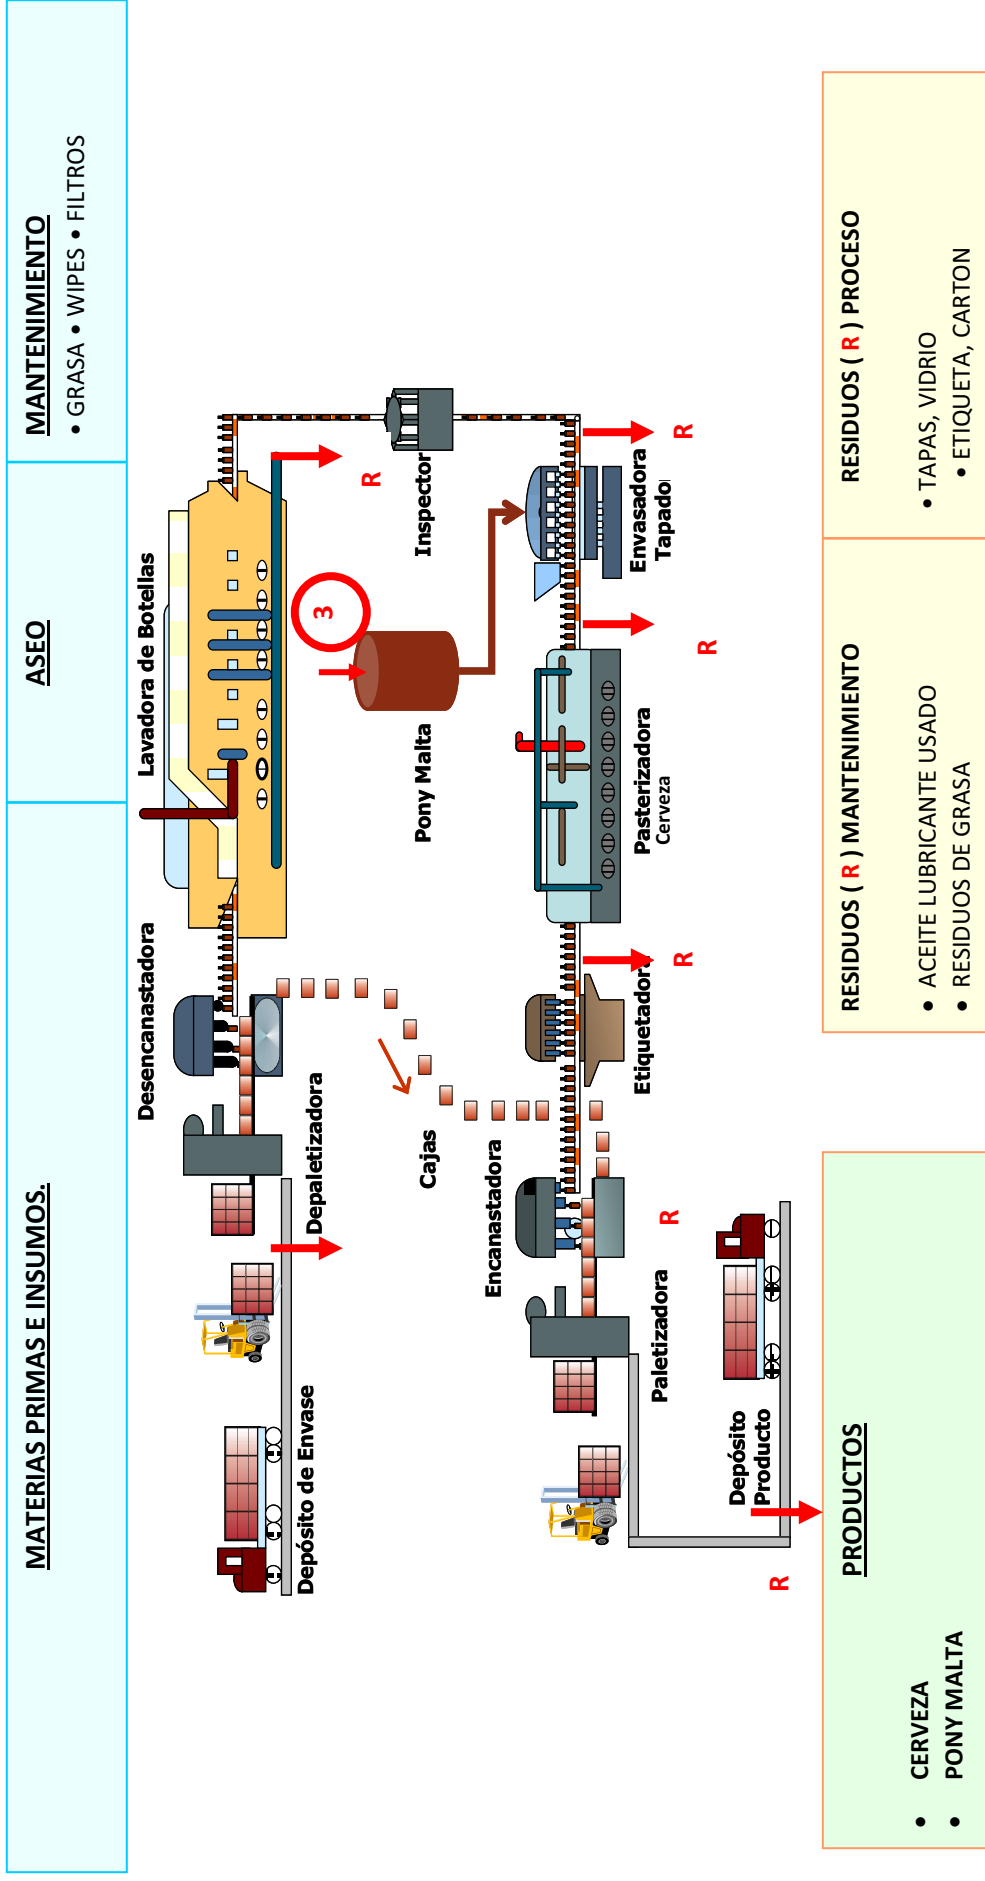 MATERIAS PRIMAS E INSUMOS.
ASEO
MANTENIMIENTO
• GRASA • WIPES • FILTROS
Desencanastadora
Lavadora de Botellas
Depósito de Envase
Depaletizadora
R
3
Cajas
Pony Malta
Inspector
Encanastadora
Paletizadora
R
Etiquetadora
R
Pasterizadora
Cerveza
R
Envasadora
Tapado
R
Depósito
Producto
R
PRODUCTOS
• CERVEZA
• PONY MALTA
RESIDUOS ( R ) MANTENIMIENTO
• ACEITE LUBRICANTE USADO
• RESIDUOS DE GRASA
RESIDUOS ( R ) PROCESO
• TAPAS, VIDRIO
• ETIQUETA, CARTON